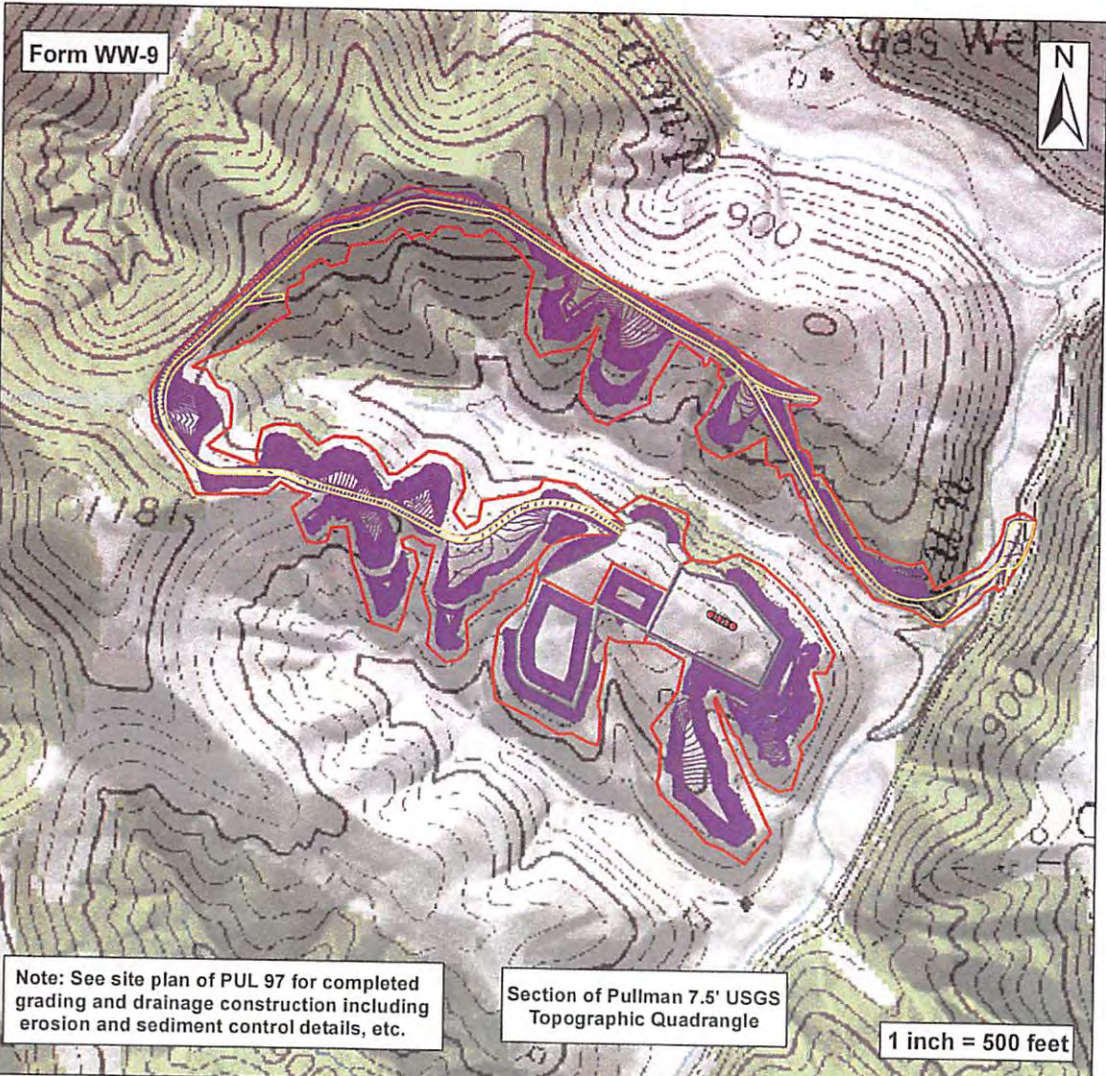 Form WW-9
Gas Well
N
900
1181
900
Note: See site plan of PUL 97 for completed
grading and drainage construction including
erosion and sediment control details, etc.
Section of Pullman 7.5' USGS
Topographic Quadrangle
1 inch = 500 feet